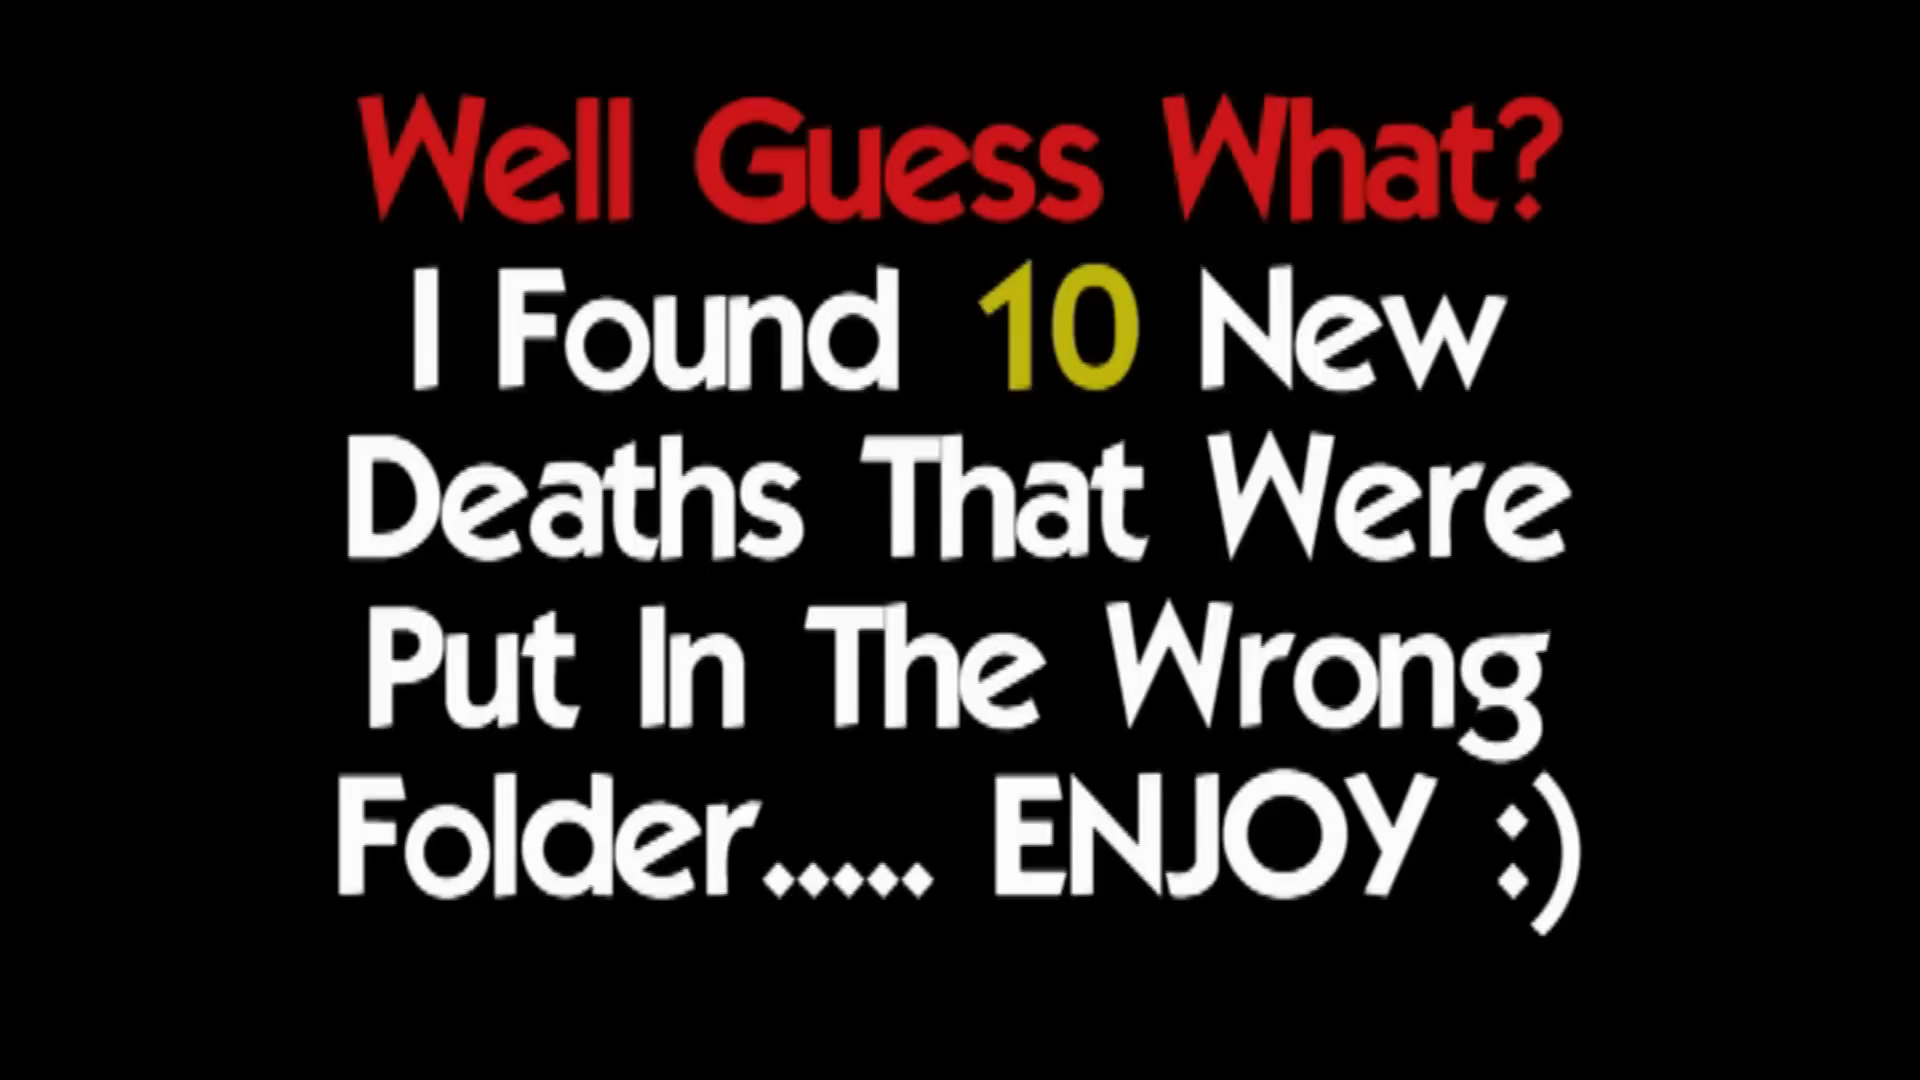 Well Guess What?
I Found 10 New
Deaths That Were
Put In The Wrong
Folder..... ENJOY :)